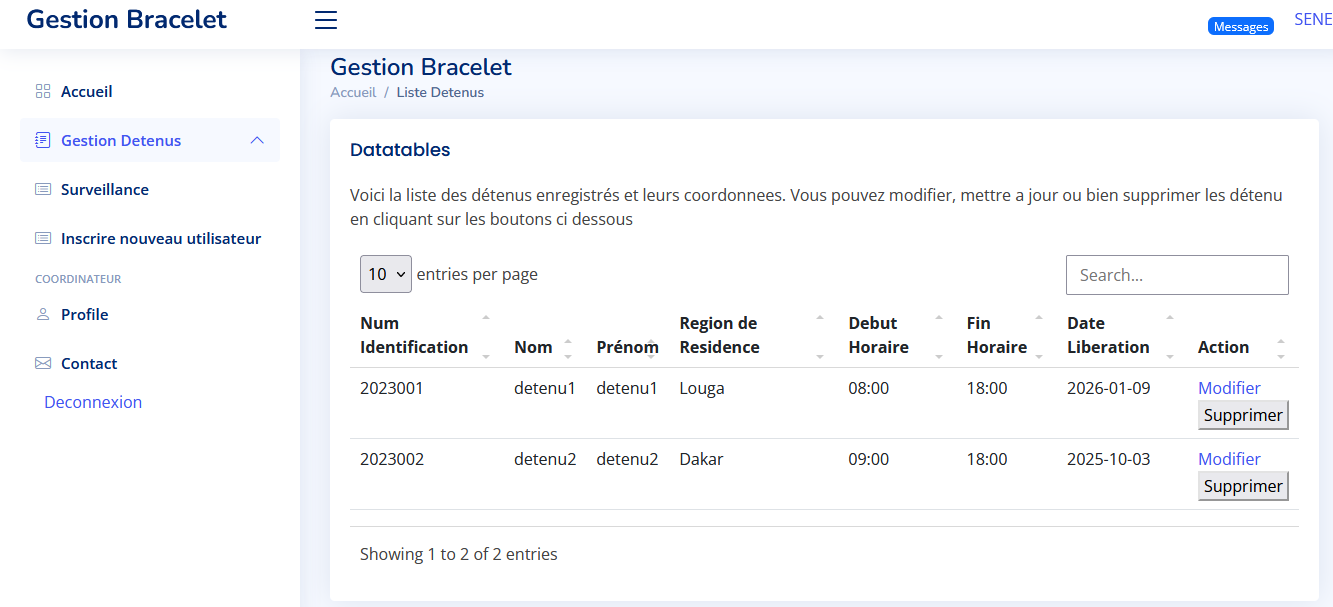 Gestion Bracelet
Messages
SENE
Accueil
Gestion Detenus
Surveillance
Inscrire nouveau utilisateur
COORDINATEUR
Profile
Contact
Deconnexion
Gestion Bracelet
Accueil / Liste Detenus
Datatables
Voici la liste des détenus enregistrés et leurs coordonnees. Vous pouvez modifier, mettre a jour ou bien supprimer les détenu
en cliquant sur les boutons ci dessous
10 entries per page
Search...
Num Identification Nom Prénom Region de Residence Debut Horaire Fin Horaire Date Liberation Action
2023001 detenu1 detenu1 Louga 08:00 18:00 2026-01-09 Modifier
Supprimer
2023002 detenu2 detenu2 Dakar 09:00 18:00 2025-10-03 Modifier
Supprimer
Showing 1 to 2 of 2 entries